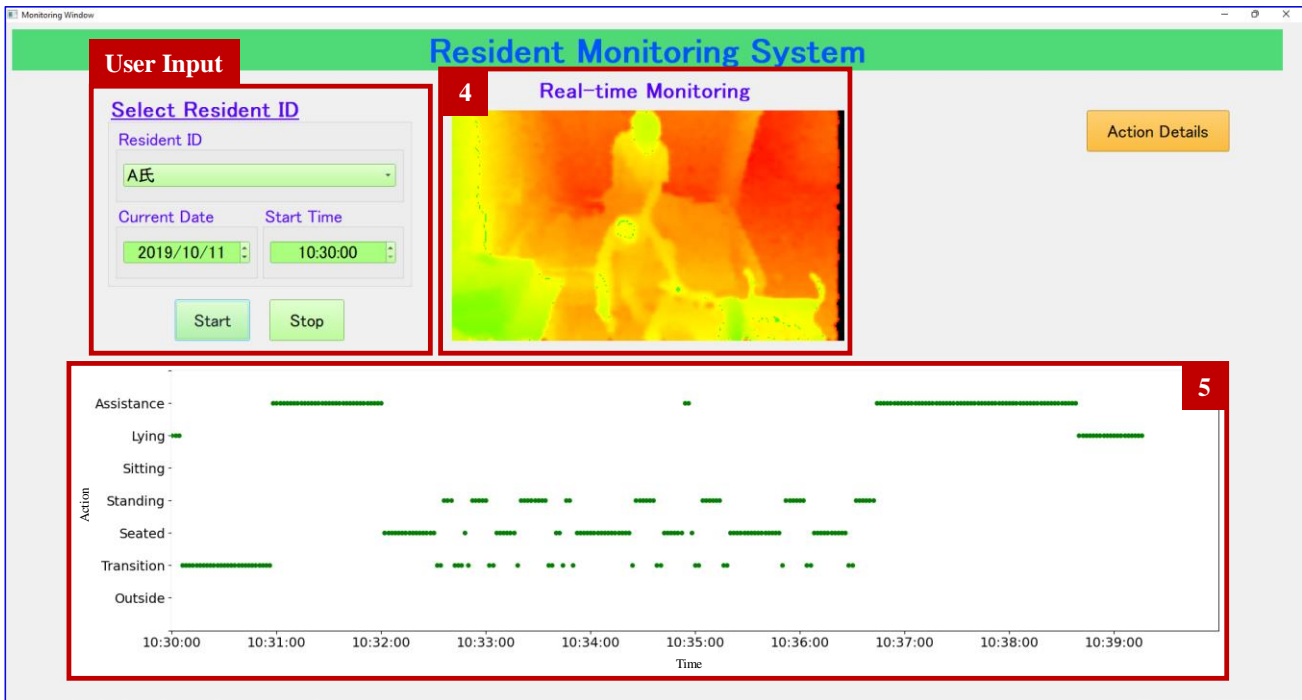 Monitoring Window
Resident Monitoring System
User Input
Select Resident ID
Resident ID
A氏
Current Date
Start Time
2019/10/11
10:30:00
Start
Stop
4
Real-time Monitoring
Action Details
5
Action
Assistance
Lying
Sitting
Standing
Seated
Transition
Outside
10:30:00 10:31:00 10:32:00 10:33:00 10:34:00 10:35:00 10:36:00 10:37:00 10:38:00 10:39:00
Time